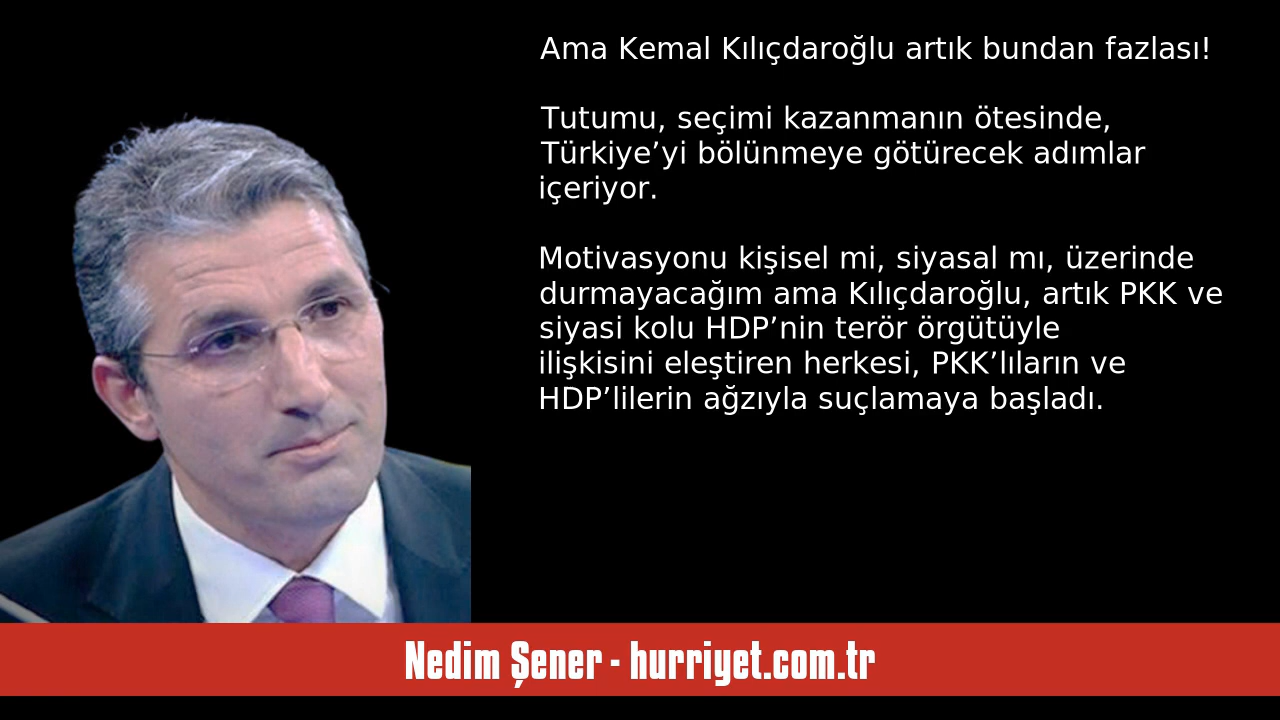 Ama Kemal Kılıçdaroğlu artık bundan fazlası!
Tutumu, seçimi kazanmanın ötesinde,
Türkiye’yi bölünmeye götürecek adımlar
içeriyor.
Motivasyonu kişisel mi, siyasal mı, üzerinde
durmayacağım ama Kılıçdaroğlu, artık PKK ve
siyasi kolu HDP’nin terör örgütüyle
ilişkisini eleştiren herkesi, PKK’lıların ve
HDP’lilerin ağzıyla suçlamaya başladı.
Nedim Şener - hurriyet.com.tr